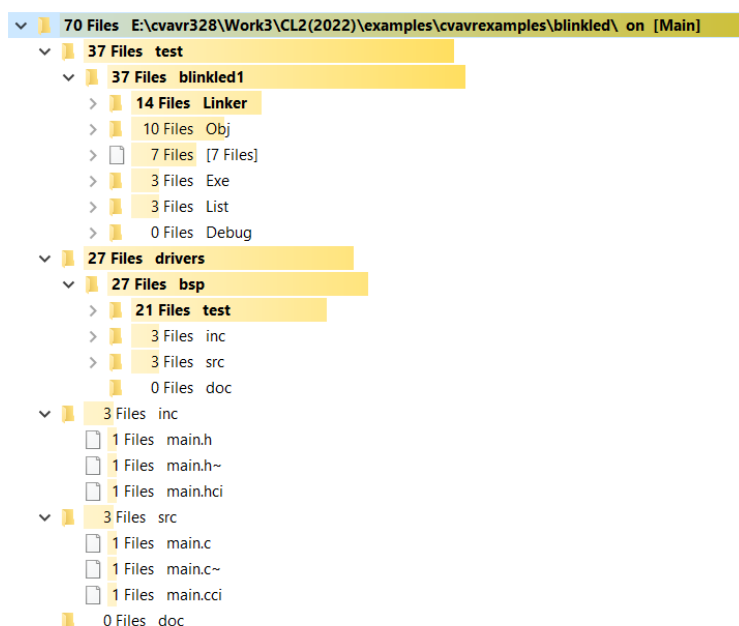 70 Files E:\cvavr328\Work3\CL2(2022)\examples\cvavrexamples\blinkled\ on [Main]
37 Files test
37 Files blinkled1
14 Files Linker
10 Files Obj
7 Files [7 Files]
3 Files Exe
3 Files List
0 Files Debug
27 Files drivers
27 Files bsp
21 Files test
3 Files inc
3 Files src
0 Files doc
3 Files inc
1 Files main.h
1 Files main.h~
1 Files main.hci
3 Files src
1 Files main.c
1 Files main.c~
1 Files main.cci
0 Files doc